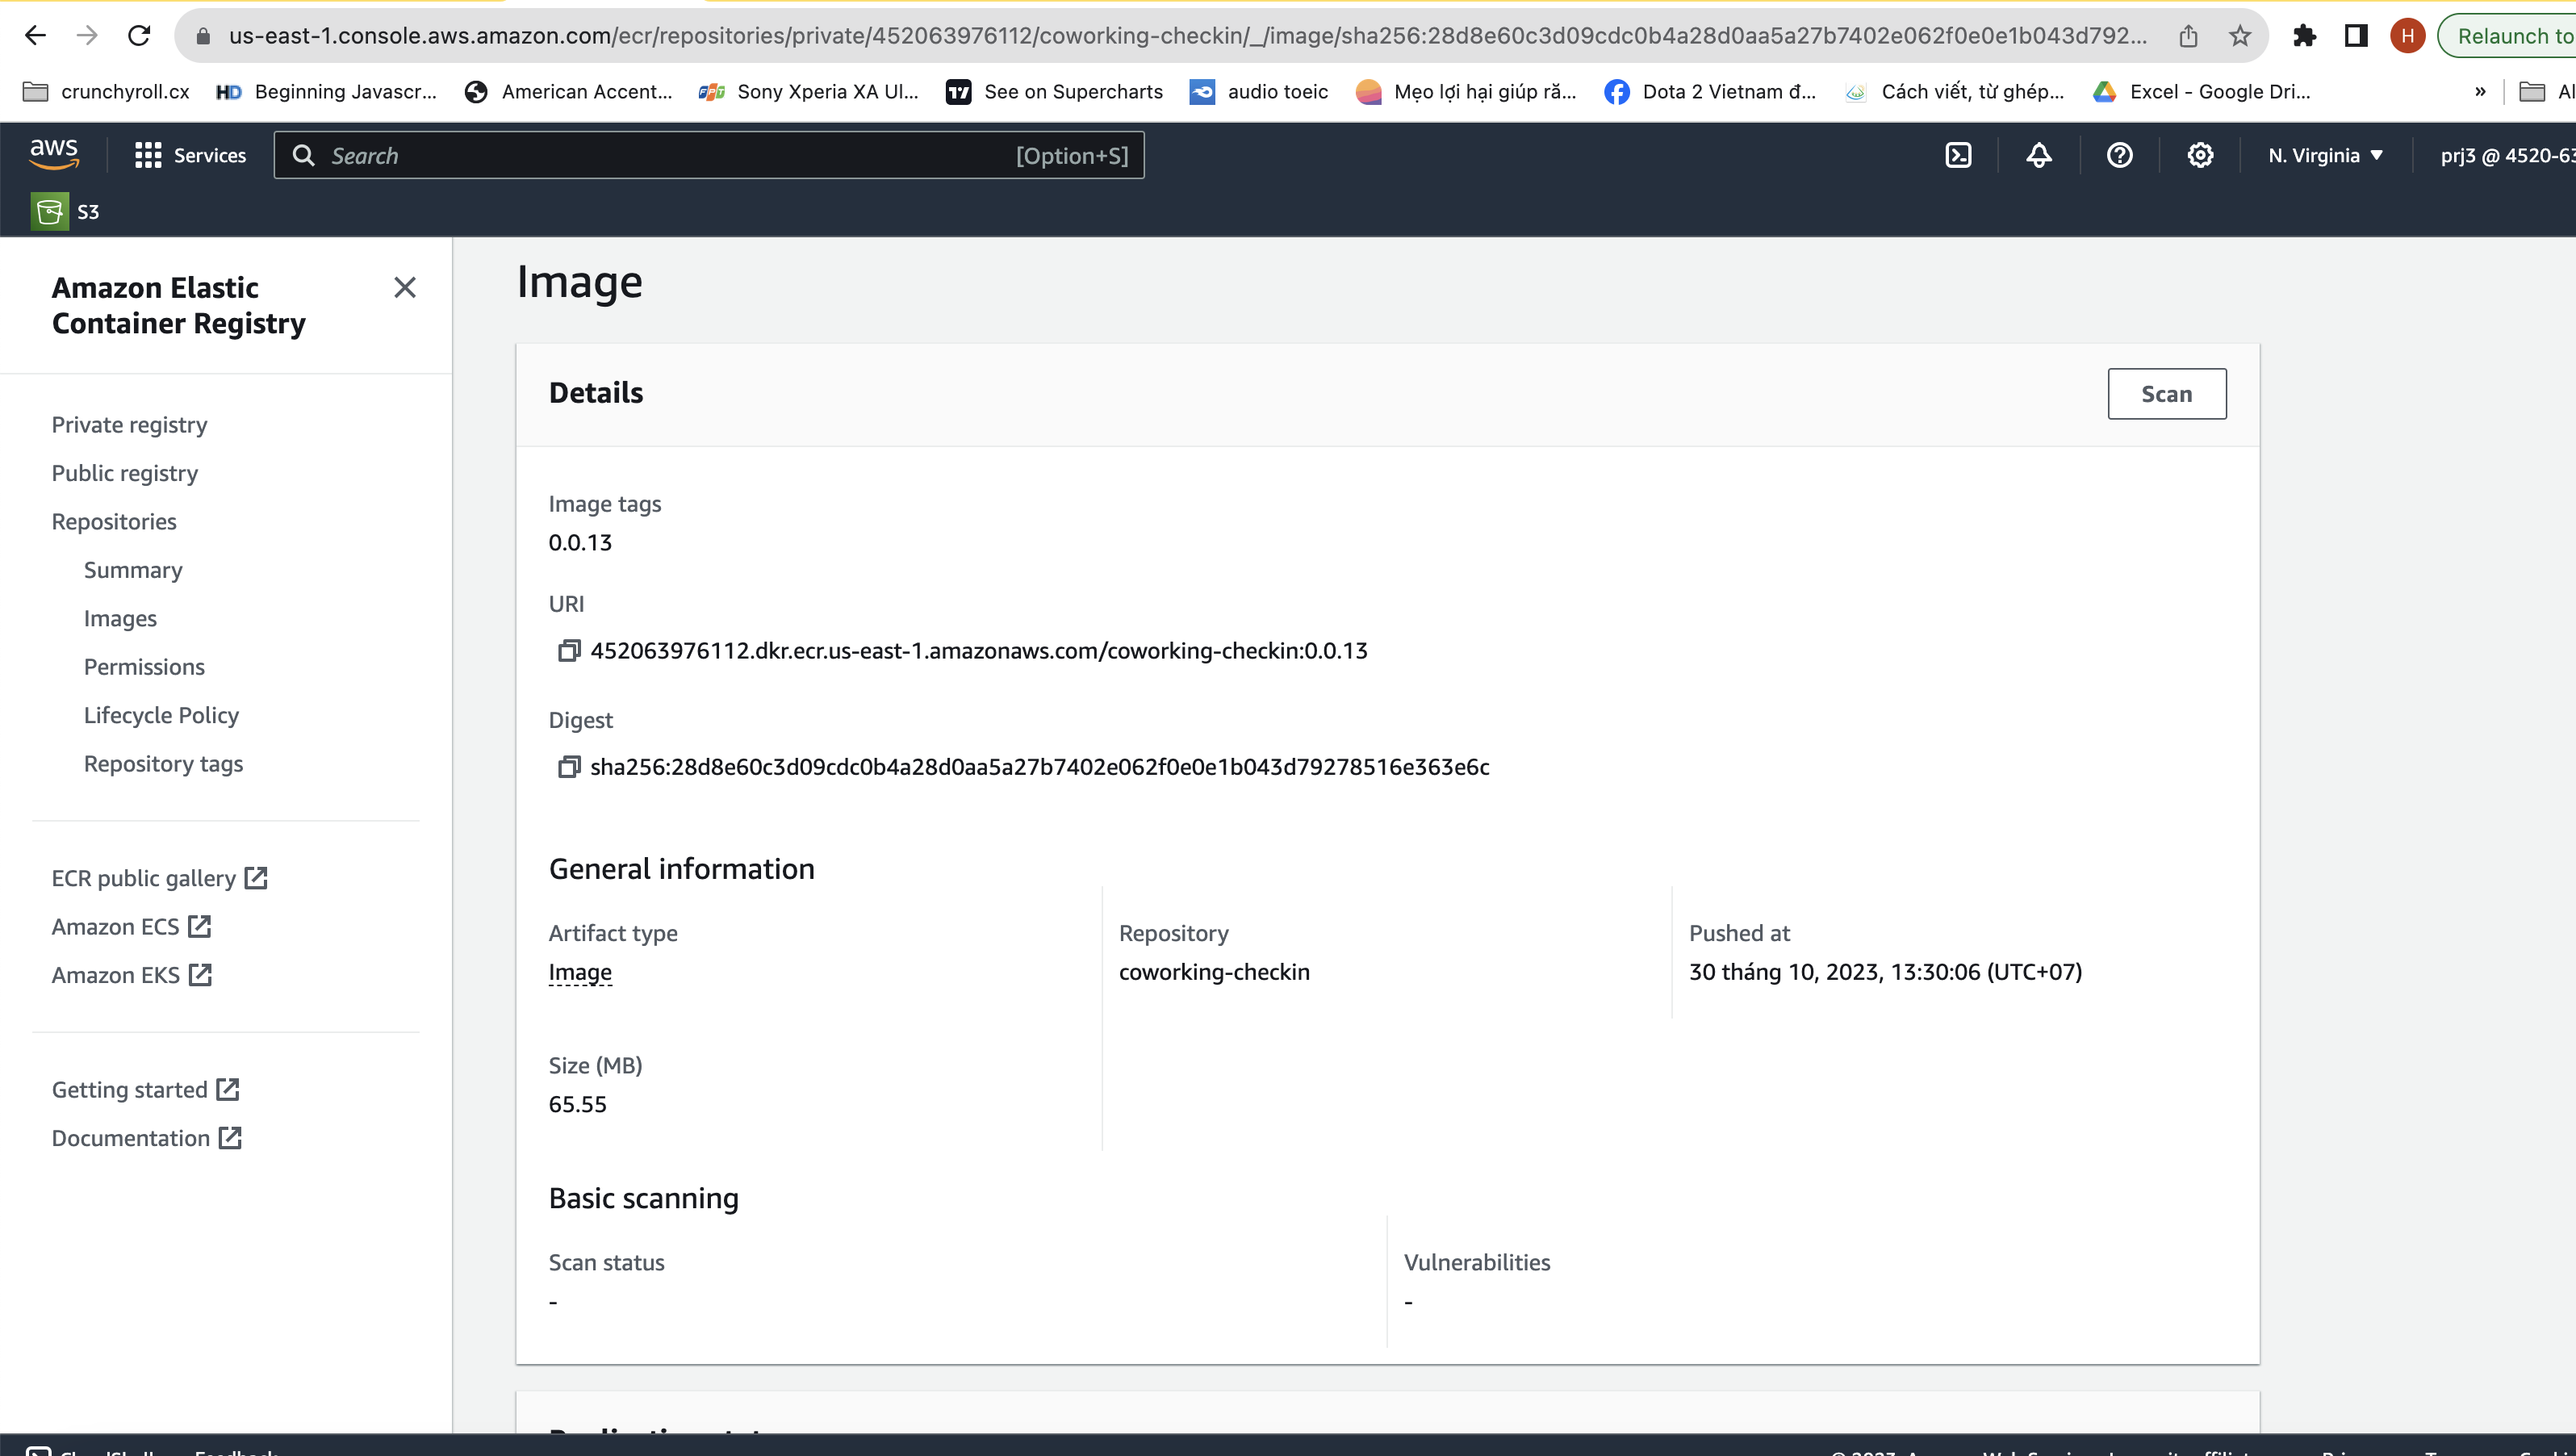 us-east-1.console.aws.amazon.com/ecr/repositories/private/452063976112/coworking-checkin/_/image/sha256:28d8e60c3d09cdc0b4a28d0aa5a27b7402e062f0e0e1b043d792...
H
Relaunch to
crunchyroll.cx
HD Beginning Javascr...
American Accent...
FPT Sony Xperia XA Ul...
See on Supercharts
audio toeic
Mẹo lợi hại giúp ră...
Dota 2 Vietnam đ...
Cách viết, từ ghép...
Excel - Google Dri...
»
Al
aws
Services
Search
[Option+S]
N. Virginia
prj3 @ 4520-63
S3
Amazon Elastic
Container Registry
Private registry
Public registry
Repositories
Summary
Images
Permissions
Lifecycle Policy
Repository tags
ECR public gallery
Amazon ECS
Amazon EKS
Getting started
Documentation
Image
Details
Scan
Image tags
0.0.13
URI
452063976112.dkr.ecr.us-east-1.amazonaws.com/coworking-checkin:0.0.13
Digest
sha256:28d8e60c3d09cdc0b4a28d0aa5a27b7402e062f0e0e1b043d79278516e363e6c
General information
Artifact type
Image
Repository
coworking-checkin
Pushed at
30 tháng 10, 2023, 13:30:06 (UTC+07)
Size (MB)
65.55
Basic scanning
Scan status
-
Vulnerabilities
-
CloudShell
Feedback